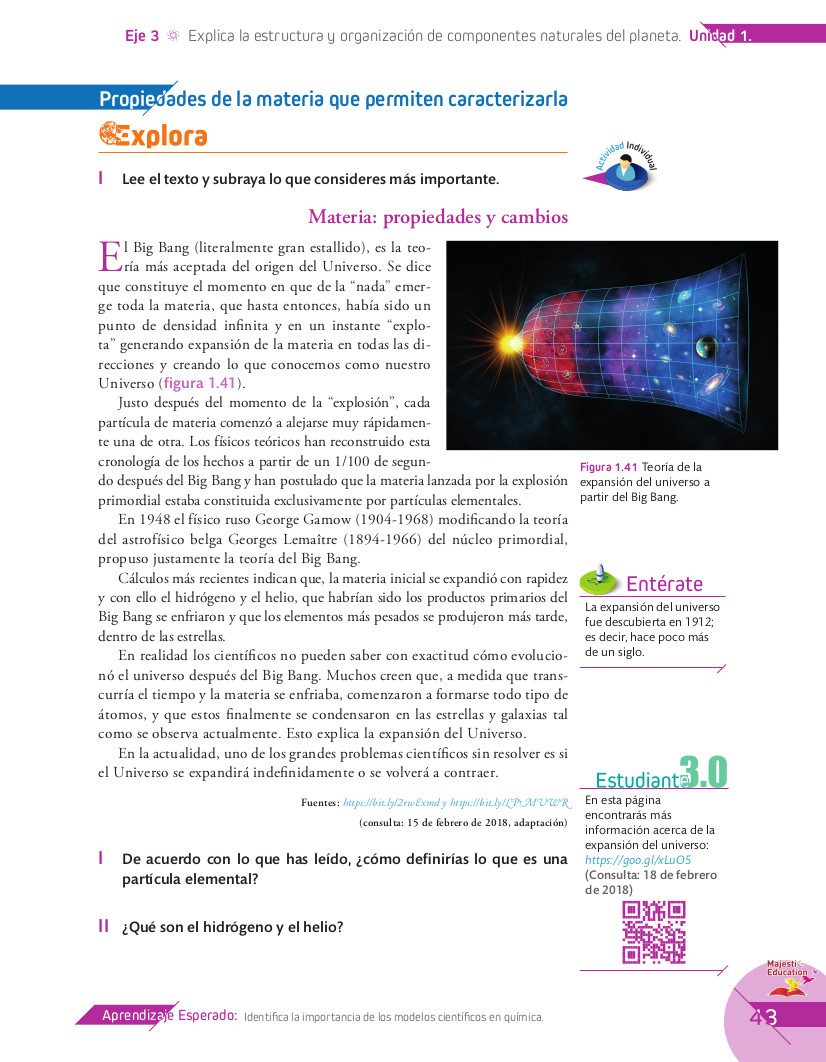 Eje 3 Explica la estructura y organización de componentes naturales del planeta. Unidad 1.
Propiedades de la materia que permiten caracterizarla
Explora
I Lee el texto y subraya lo que consideres más importante.
Actividad Individual
Materia: propiedades y cambios
El Big Bang (literalmente gran estallido), es la teo-
ría más aceptada del origen del Universo. Se dice
que constituye el momento en que de la “nada” emer-
ge toda la materia, que hasta entonces, había sido un
punto de densidad infinita y en un instante “explo-
ta” generando expansión de la materia en todas las di-
recciones y creando lo que conocemos como nuestro
Universo (figura 1.41).
Justo después del momento de la “explosión”, cada
partícula de materia comenzó a alejarse muy rápidamen-
te una de otra. Los físicos teóricos han reconstruido esta
cronología de los hechos a partir de un 1/100 de segun-
do después del Big Bang y han postulado que la materia lanzada por la explosión
primordial estaba constituida exclusivamente por partículas elementales.
En 1948 el físico ruso George Gamow (1904-1968) modificando la teoría
del astrofísico belga Georges Lemaître (1894-1966) del núcleo primordial,
propuso justamente la teoría del Big Bang.
Cálculos más recientes indican que, la materia inicial se expandió con rapidez
y con ello el hidrógeno y el helio, que habrían sido los productos primarios del
Big Bang se enfriaron y que los elementos más pesados se produjeron más tarde,
dentro de las estrellas.
En realidad los científicos no pueden saber con exactitud cómo evolucio-
nó el universo después del Big Bang. Muchos creen que, a medida que trans-
curría el tiempo y la materia se enfriaba, comenzaron a formarse todo tipo de
átomos, y que estos finalmente se condensaron en las estrellas y galaxias tal
como se observa actualmente. Esto explica la expansión del Universo.
En la actualidad, uno de los grandes problemas científicos sin resolver es si
el Universo se expandirá indefinidamente o se volverá a contraer.
Fuentes: https://bit.ly/2rwExmd y https://bit.ly/LPtMUWR
(consulta: 15 de febrero de 2018, adaptación)
Figura 1.41 Teoría de la
expansión del universo a
partir del Big Bang.
Entérate
La expansión del universo
fue descubierta en 1912;
es decir, hace poco más
de un siglo.
Estudiante 3.0
En esta página
encontrarás más
información acerca de la
expansión del universo:
https://goo.gl/xLuO5
(Consulta: 18 de febrero
de 2018)
I De acuerdo con lo que has leído, ¿cómo definirías lo que es una
partícula elemental?
II ¿Qué son el hidrógeno y el helio?
Majestic
Education
Aprendizaje Esperado: Identifica la importancia de los modelos científicos en química.
43